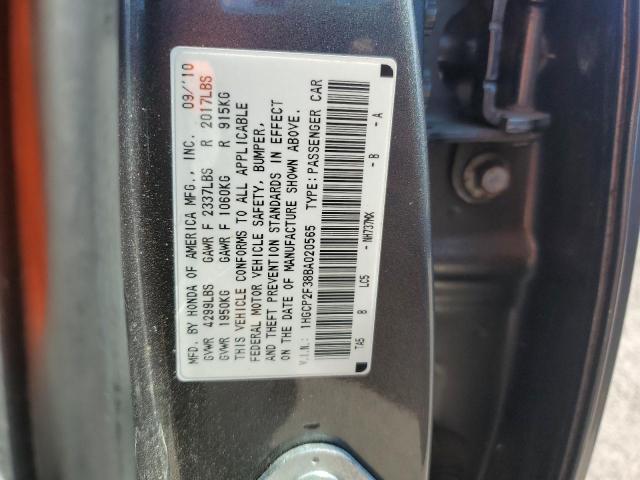 MFD. BY HONDA OF AMERICA MFG., INC. 09/'10
GVWR 4299LBS GAWR F 2337LBS R 2017LBS
GVWR 1950KG GAWR F 1060KG R 915KG
THIS VEHICLE CONFORMS TO ALL APPLICABLE
FEDERAL MOTOR VEHICLE SAFETY, BUMPER,
AND THEFT PREVENTION STANDARDS IN EFFECT
ON THE DATE OF MANUFACTURE SHOWN ABOVE.
V.I.N.: 1HGCP2F38BA020565 TYPE: PASSENGER CAR
TA5 B LC5 NH737MX B - A